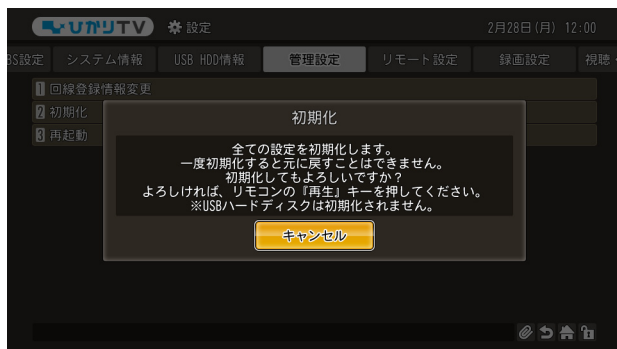 ひかりTV 設定 2月28日(月) 12:00
BS設定 システム情報 USB HDD情報 管理設定 リモート設定 録画設定 視聴
1 回線登録情報変更
2 初期化
3 再起動
初期化
全ての設定を初期化します。
一度初期化すると元に戻すことはできません。
初期化してもよろしいですか?
よろしければ、リモコンの『再生』キーを押してください。
※USBハードディスクは初期化されません。
キャンセル